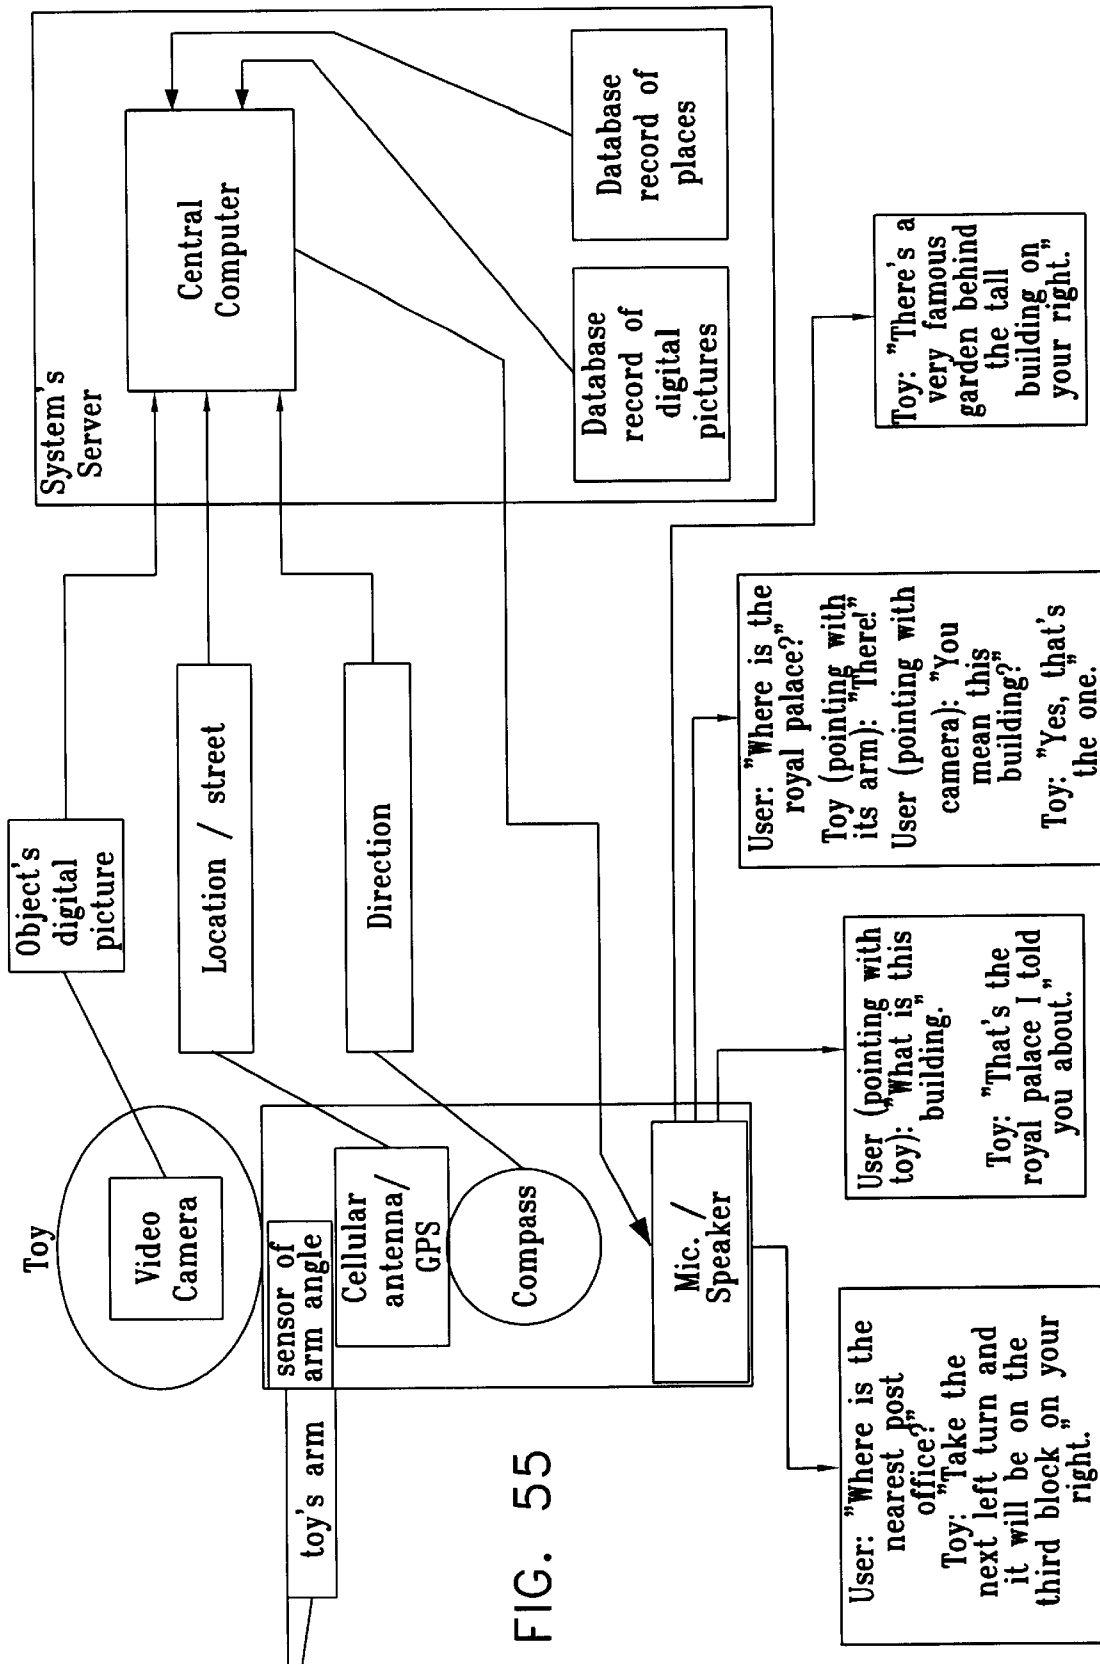 Toy
Video
Camera
Object's
digital
picture
sensor of
arm angle
toy's arm
Cellular
antenna/
GPS
Location / street
Compass
Direction
Mic. /
Speaker
System's
Server
Central
Computer
Database
record of
digital
pictures
Database
record of
places
User: "Where is the
nearest post
office?"
Toy: "Take the
next left turn and
it will be on the
third block on your
right."
User (pointing with
toy): "What is this
building."
Toy: "That's the
royal palace I told
you about."
User: "Where is the
royal palace?"
Toy (pointing with
its arm): "There!"
User (pointing with
camera): "You
mean this
building?"
Toy: "Yes, that's
the one."
Toy: "There's a
very famous
garden behind
the tall
building on
your right."
FIG. 55